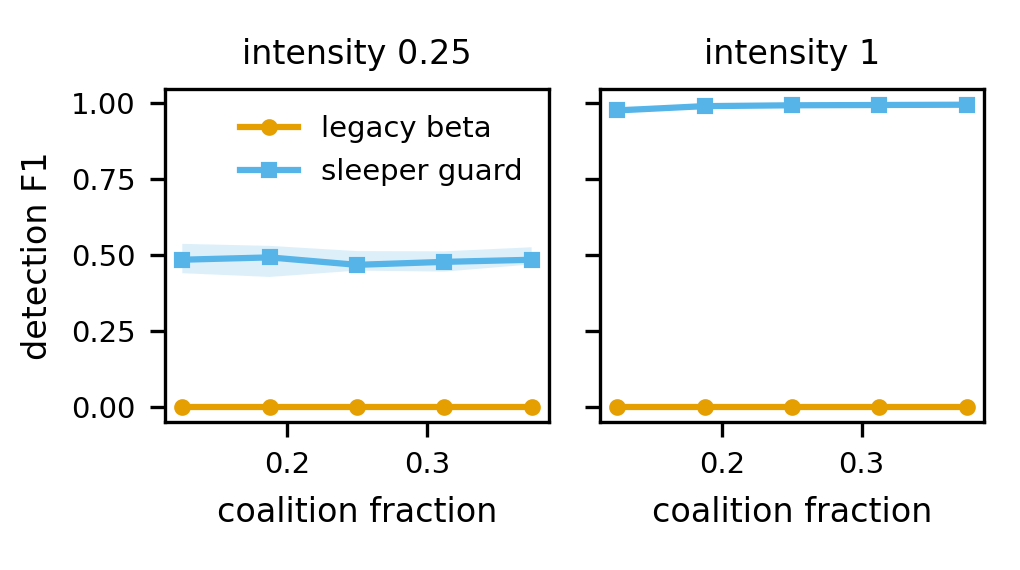 intensity 0.25
intensity 1
detection F1
1.00
0.75
0.50
0.25
0.00
legacy beta
sleeper guard
0.2
0.3
0.2
0.3
coalition fraction
coalition fraction